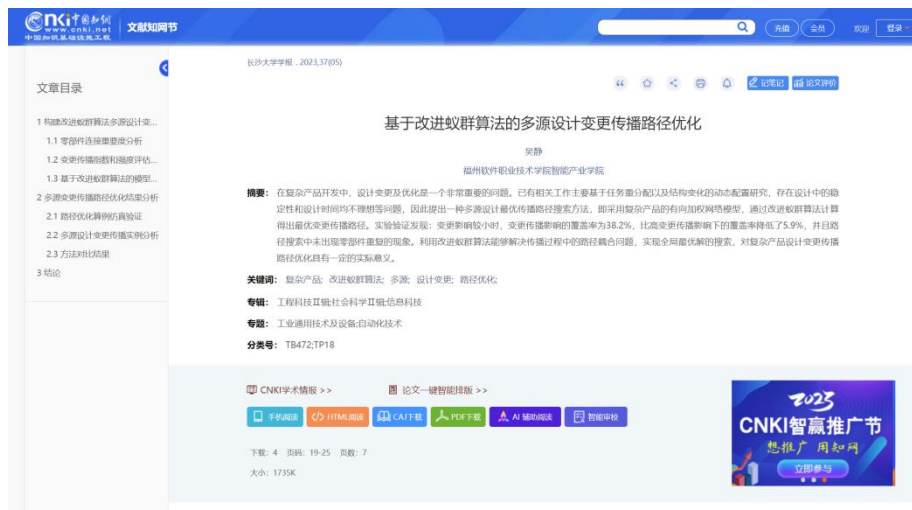 Cnki中国知网
www.cnki.net
中国知识基础设施工程
文献知网节
充值
会员
欢迎
登录
文章目录
1 构建改进蚁群算法多源设计变...
1.1 零部件连接重要度分析
1.2 变更传播指数和强度评估...
1.3 基于改进蚁群算法的模型...
2 多源变更传播路径优化结果分析
2.1 路径优化算例仿真验证
2.2 多源设计变更传播实例分析
2.3 方法对比结果
3 结论
长沙大学学报 . 2023,37(05)
记笔记
论文评价
基于改进蚁群算法的多源设计变更传播路径优化
吴静
福州软件职业技术学院智能产业学院
摘要: 在复杂产品开发中，设计变更及优化是一个非常重要的问题。已有相关工作主要基于任务重分配以及结构变化的动态配置研究，存在设计中的稳
定性和设计时间均不理想等问题，因此提出一种多源设计最优传播路径搜索方法，即采用复杂产品的有向加权网络模型，通过改进蚁群算法计算
得出最优变更传播路径。实验验证发现：变更影响较小时，变更传播影响的覆盖率为38.2%，比高变更传播影响下的覆盖率降低了5.9%，并且路
径搜索中未出现零部件重复的现象。利用改进蚁群算法能够解决传播过程中的路径耦合问题，实现全局最优解的搜索，对复杂产品设计变更传播
路径优化具有一定的实际意义。
关键词: 复杂产品; 改进蚁群算法; 多源; 设计变更; 路径优化;
专辑: 工程科技Ⅱ辑;社会科学Ⅱ辑;信息科技
专题: 工业通用技术及设备;自动化技术
分类号: TB472;TP18
CNKI学术情报 >>
论文一键智能排版 >>
手机阅读
HTML阅读
CAJ下载
PDF下载
AI 辅助阅读
智能审校
下载: 4 页码: 19-25 页数: 7
大小: 1735K
2023
CNKI智赢推广节
想推广 用知网
立即参与